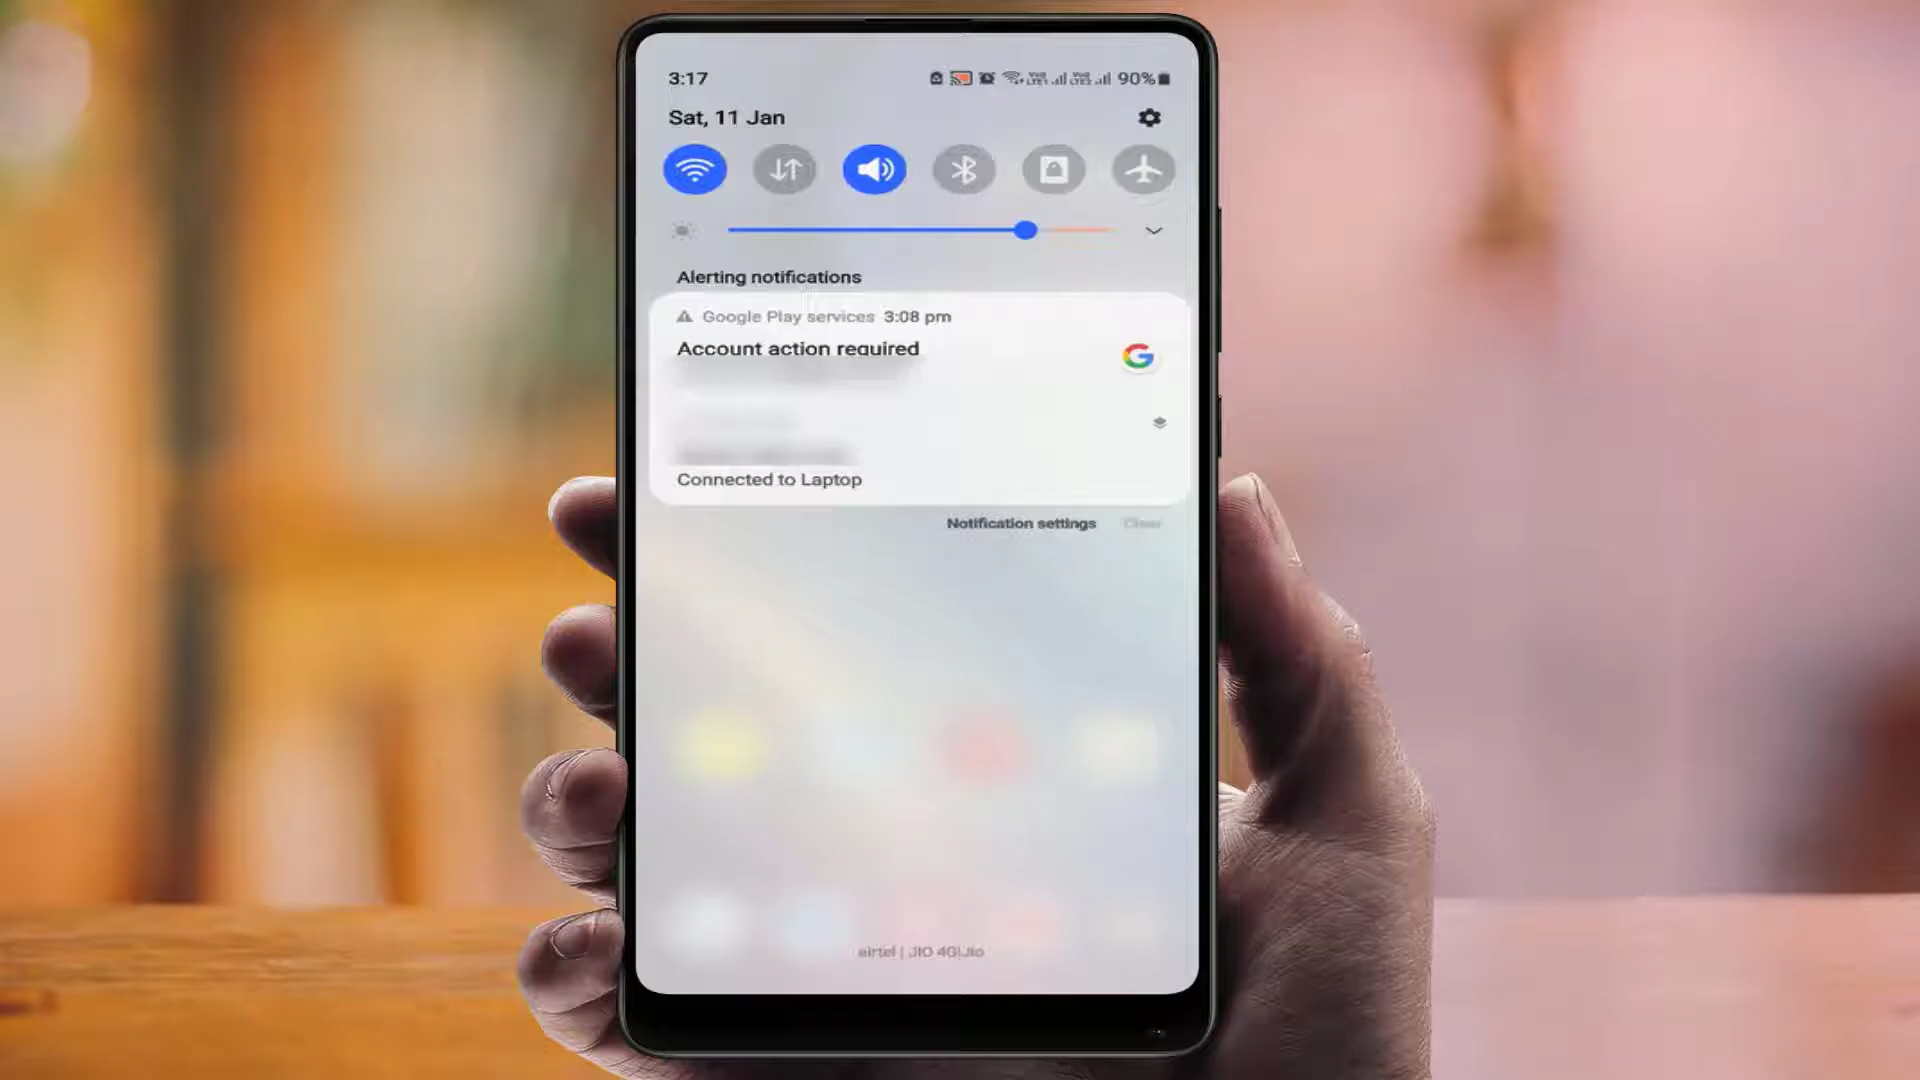 3:17
90%
Sat, 11 Jan
Alerting notifications
Google Play services 3:08 pm
Account action required
Connected to Laptop
Notification settings Clear
airtel | JIO 4G|Jio